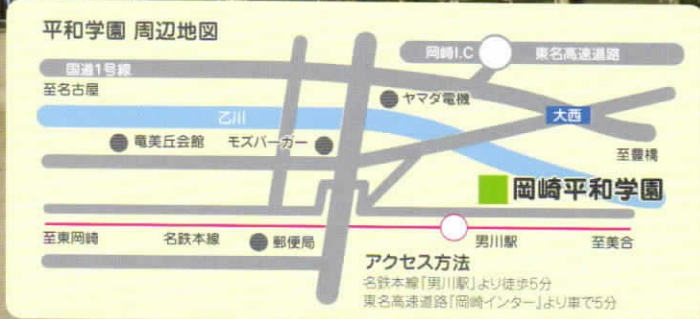 平和学園 周辺地図
岡崎I.C
東名高速道路
国道1号線
至名古屋
ヤマダ電機
乙川
大西
竜美丘会館
モズバーガー
至豊橋
岡崎平和学園
至東岡崎
名鉄本線
郵便局
男川駅
至美合
アクセス方法
名鉄本線「男川駅」より徒歩5分
東名高速道路「岡崎インター」より車で5分